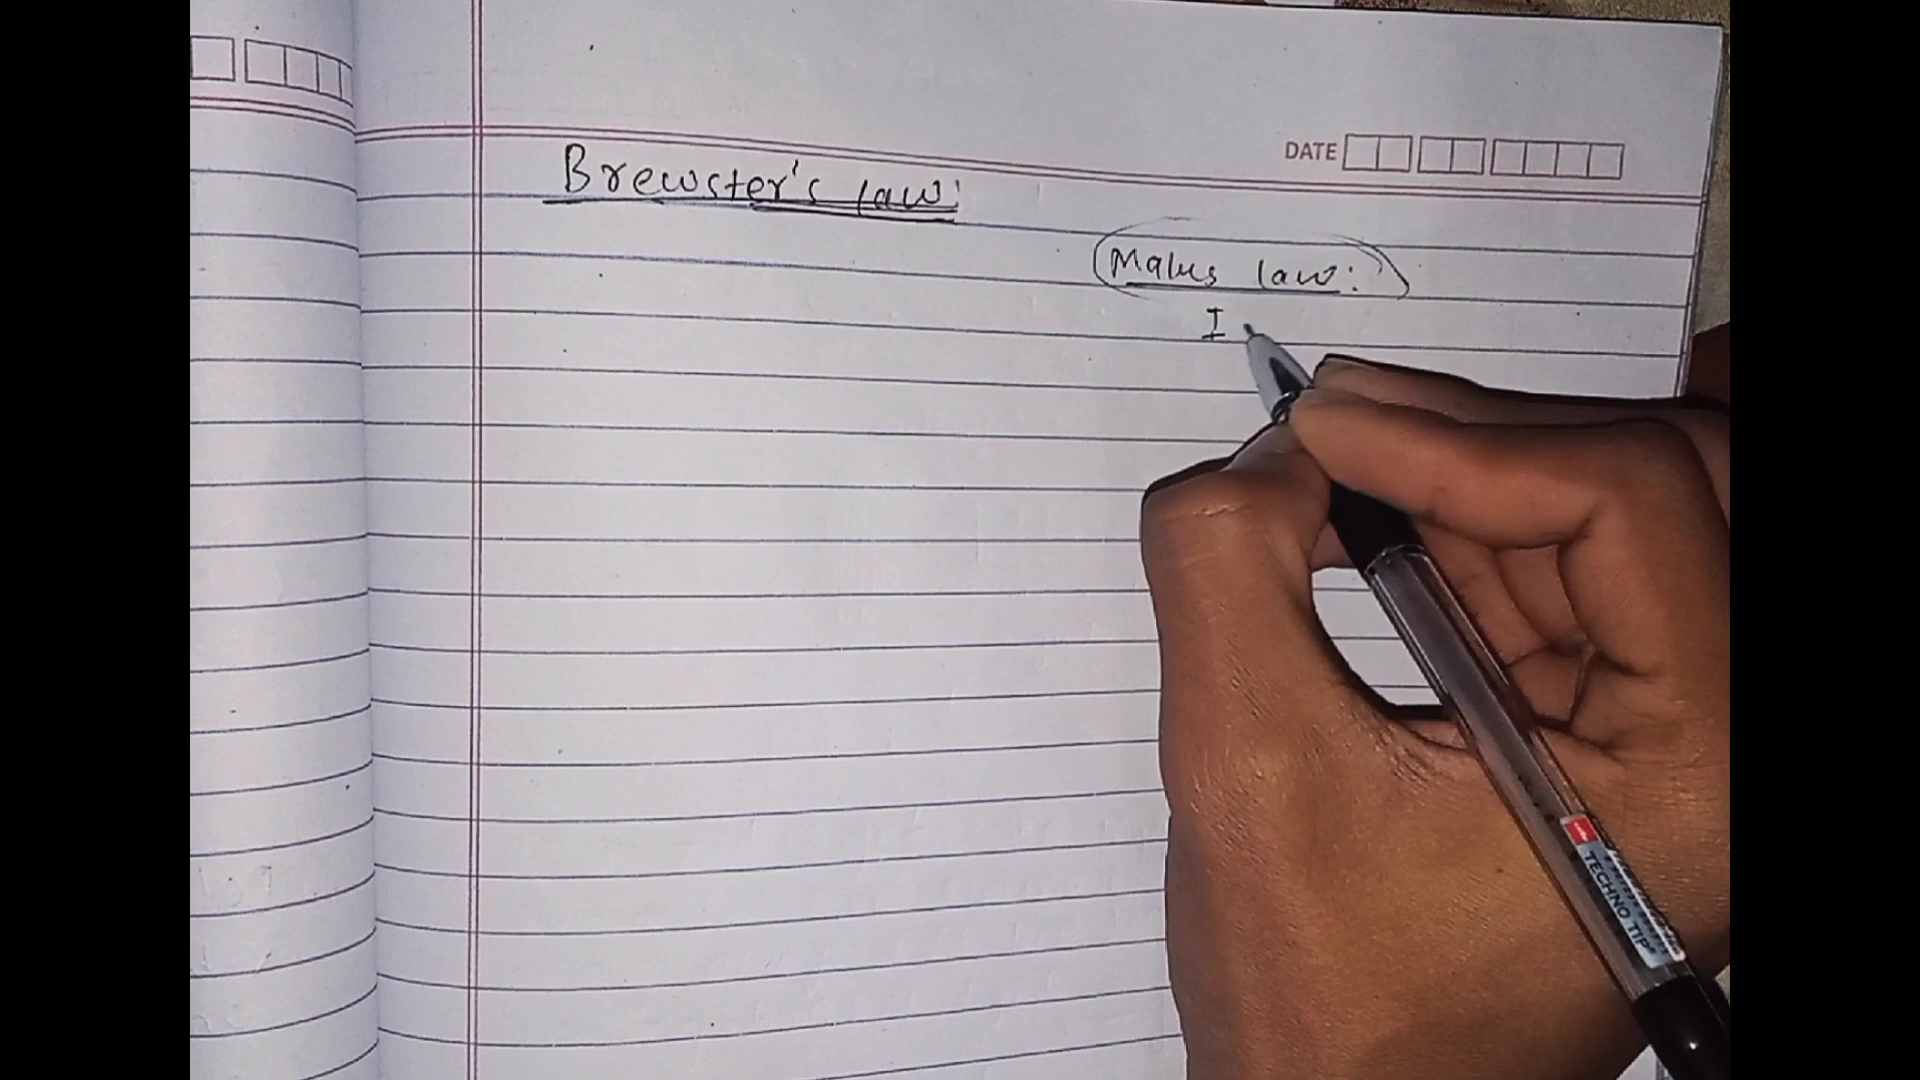 DATE
Brewster's law:
Malus law:
I
TECHNO TIP